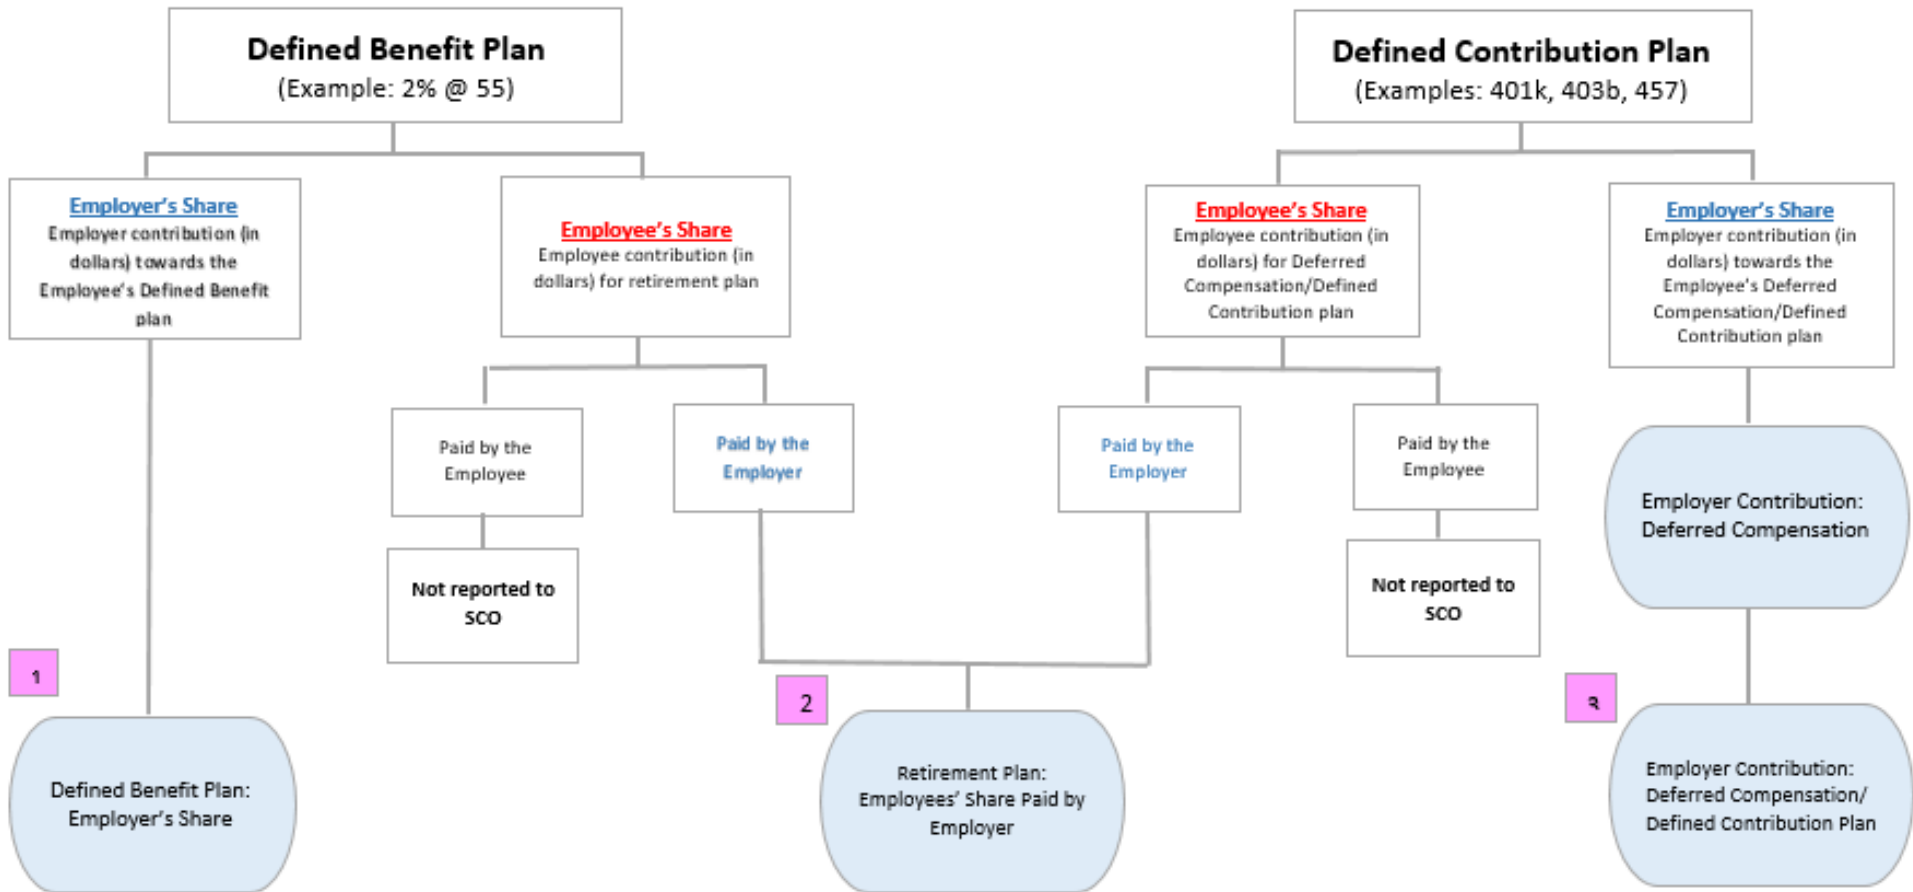 Defined Benefit Plan
(Example: 2% @ 55)
Defined Contribution Plan
(Examples: 401k, 403b, 457)
Employer's Share
Employer contribution (in
dollars) towards the
Employee's Defined Benefit
plan
Employee's Share
Employee contribution (in
dollars) for retirement plan
Employee's Share
Employee contribution (in
dollars) for Deferred
Compensation/Defined
Contribution plan
Employer's Share
Employer contribution (in
dollars) towards the
Employee's Deferred
Compensation/Defined
Contribution plan
Paid by the
Employee
Paid by the
Employer
Paid by the
Employer
Paid by the
Employee
Employer Contribution:
Deferred Compensation
Not reported to
SCO
Not reported to
SCO
1
2
3
Defined Benefit Plan:
Employer's Share
Retirement Plan:
Employees' Share Paid by
Employer
Employer Contribution:
Deferred Compensation/
Defined Contribution Plan